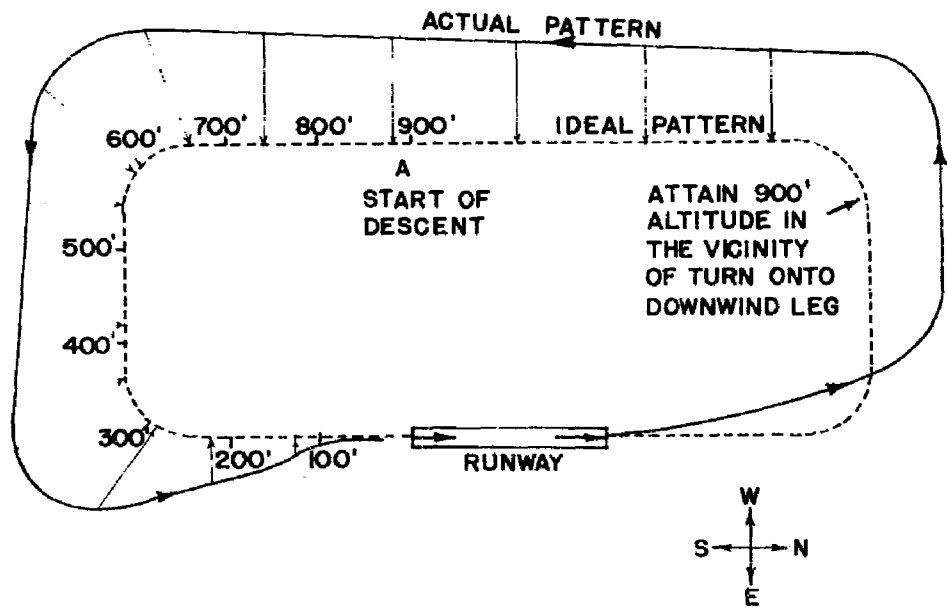 ACTUAL PATTERN
600'
700'
800'
900'
IDEAL PATTERN
A
START OF
DESCENT
ATTAIN 900'
ALTITUDE IN
THE VICINITY
OF TURN ONTO
DOWNWIND LEG
500'
400'
300'
200'
100'
RUNWAY
W
S
N
E